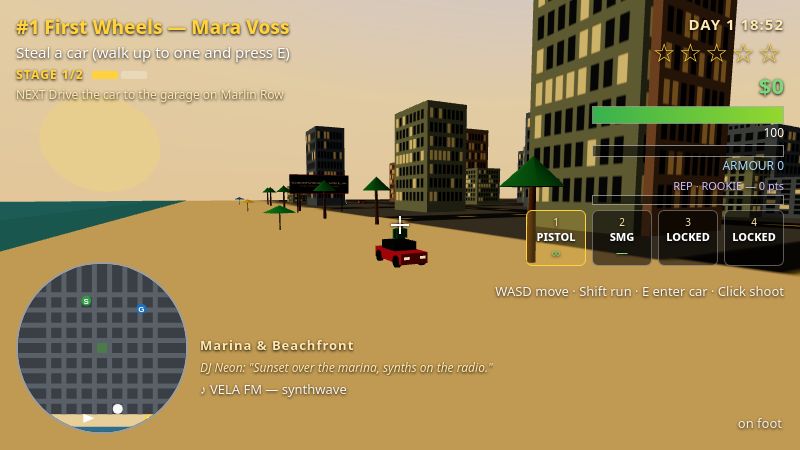 #1 First Wheels — Mara Voss
Steal a car (walk up to one and press E)
STAGE 1/2
NEXT Drive the car to the garage on Marlin Row
DAY 1 18:52
☆☆☆☆☆
$0
100
ARMOUR 0
REP · ROOKIE — 0 pts
1 2 3 4
PISTOL SMG LOCKED LOCKED
∞ —
WASD move · Shift run · E enter car · Click shoot
S G
Marina & Beachfront
DJ Neon: "Sunset over the marina, synths on the radio."
♪ VELA FM — synthwave
on foot